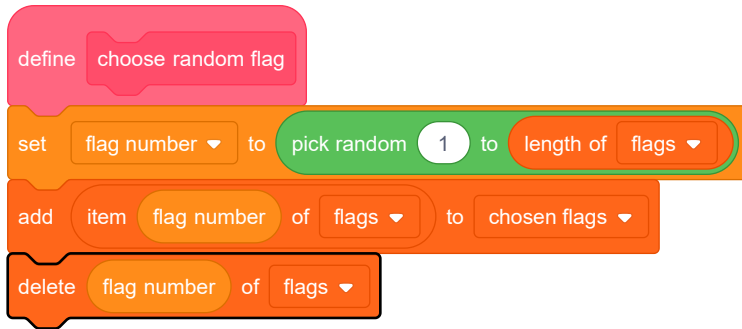 define choose random flag
set flag number to pick random 1 to length of flags
add item flag number of flags to chosen flags
delete flag number of flags